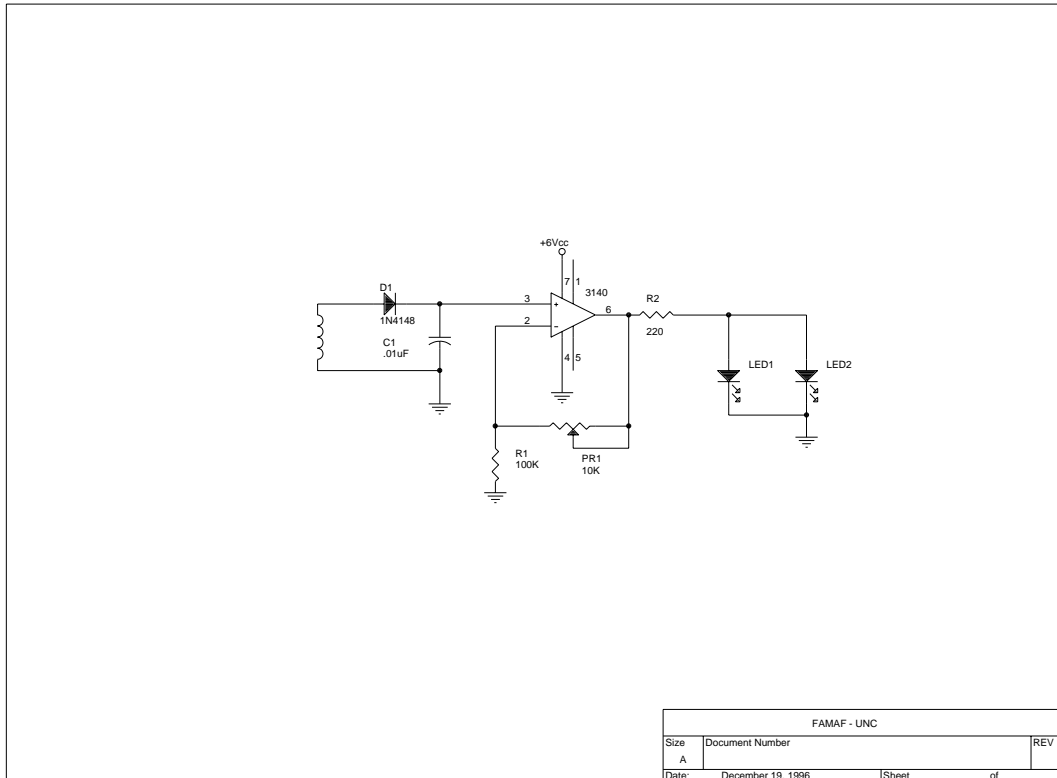 +6Vcc
7
1
3140
D1
3
+
6
R2
1N4148
2
-
220
C1
.01uF
4
5
LED1
LED2
R1
100K
PR1
10K
FAMAF - UNC
Size
Document Number
REV
A
Date:
December 19, 1996
Sheet
of